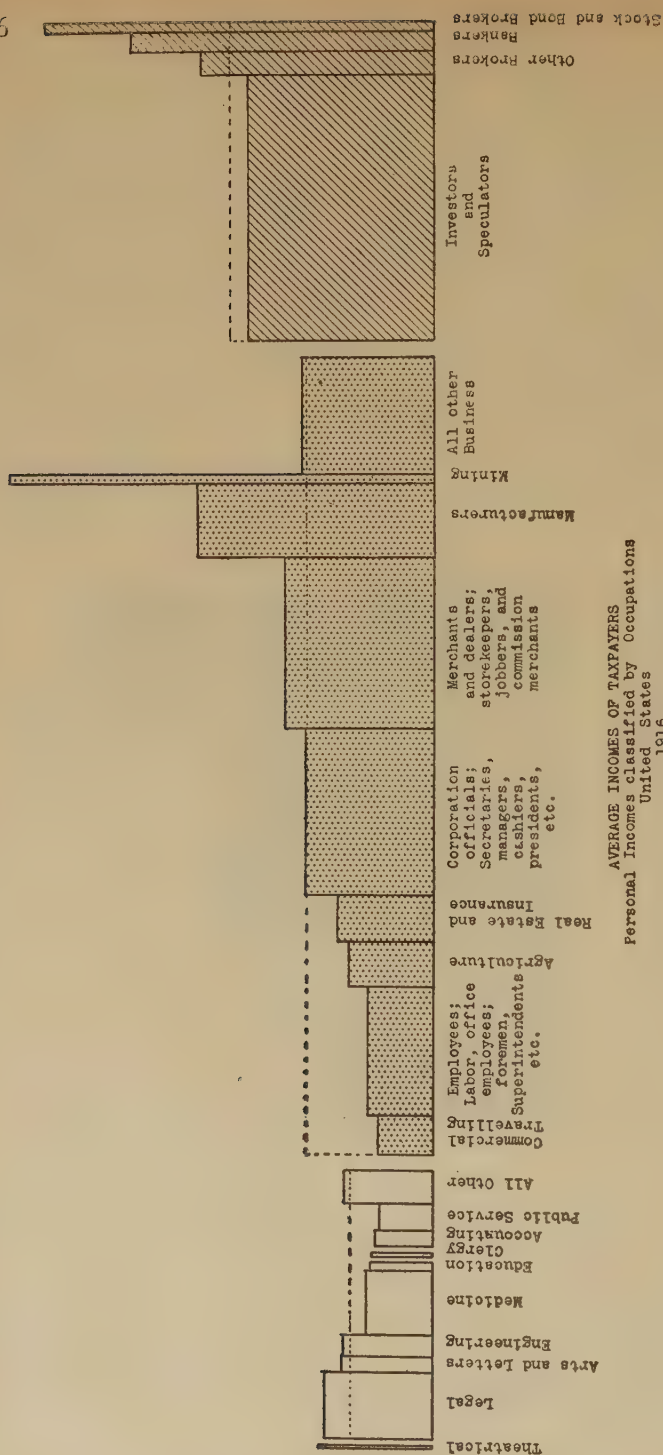 6
Theatrical
Legal
Arts and Letters
Engineering
Medicine
Education
Clergy
Accounting
Public Service
All Other
Commercial
Travelling
Employees;
Labor, office
employees;
foremen,
Superintendents
etc.
Agriculture
Real Estate and
Insurance
Corporation
officials;
Secretaries,
managers,
cashiers,
presidents,
etc.
Merchants
and dealers;
storekeepers,
jobbers, and
commission
merchants
Manufacturers
Mining
All other
Business
Investors
and
Speculators
Other Brokers
Bankers
Stock and Bond Brokers
AVERAGE INCOMES OF TAXPAYERS
Personal Incomes classified by Occupations
United States
1916